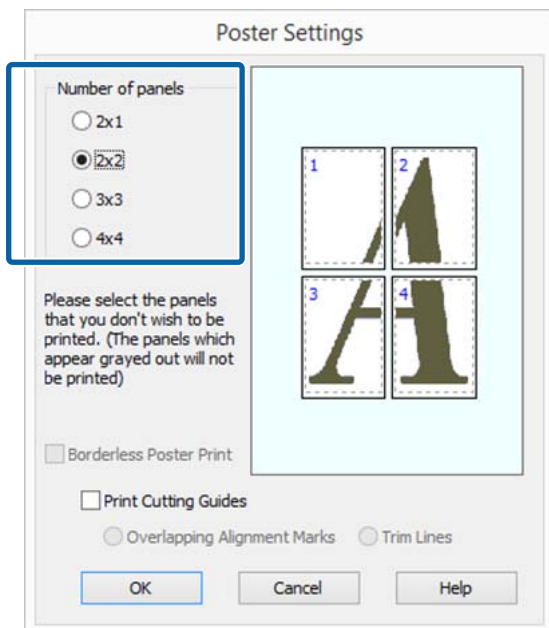 Poster Settings
Number of panels
2x1
2x2
3x3
4x4
1 2
3 4
Please select the panels
that you don't wish to be
printed. (The panels which
appear grayed out will not
be printed)
Borderless Poster Print
Print Cutting Guides
Overlapping Alignment Marks Trim Lines
OK Cancel Help